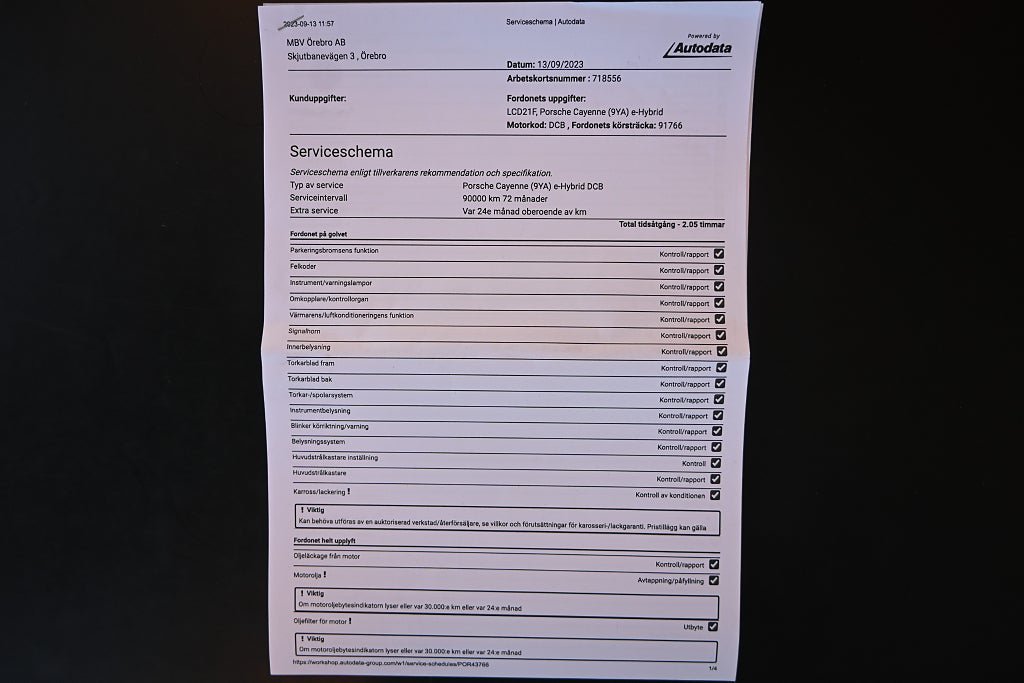 2023-09-13 11:57
Serviceschema | Autodata
MBV Örebro AB
Skjutbanevägen 3 , Örebro
Powered by
Autodata
Datum: 13/09/2023
Arbetskortsnummer : 718556
Kunduppgifter:
Fordonets uppgifter:
LCD21F, Porsche Cayenne (9YA) e-Hybrid
Motorkod: DCB , Fordonets körsträcka: 91766
Serviceschema
Serviceschema enligt tillverkarens rekommendation och specifikation.
Typ av service Porsche Cayenne (9YA) e-Hybrid DCB
Serviceintervall 90000 km 72 månader
Extra service Var 24e månad oberoende av km
Total tidsåtgång - 2.05 timmar
Fordonet på golvet
Parkeringsbromsens funktion Kontroll/rapport
Felkoder Kontroll/rapport
Instrument/varningslampor Kontroll/rapport
Omkopplare/kontrollorgan Kontroll/rapport
Värmarens/luftkonditioneringens funktion Kontroll/rapport
Signalhorn Kontroll/rapport
Innerbelysning Kontroll/rapport
Torkarblad fram Kontroll/rapport
Torkarblad bak Kontroll/rapport
Torkar-/spolarsystem Kontroll/rapport
Instrumentbelysning Kontroll/rapport
Blinker körriktning/varning Kontroll/rapport
Belysningssystem Kontroll/rapport
Huvudstrålkastare inställning Kontroll
Huvudstrålkastare Kontroll/rapport
Karross/lackering ! Kontroll av konditionen
! Viktig
Kan behöva utföras av en auktoriserad verkstad/återförsäljare, se villkor och förutsättningar för karosseri-/lackgaranti. Pristillägg kan gälla
Fordonet helt upplyft
Oljeläckage från motor Kontroll/rapport
Motorolja ! Avtappning/påfyllning
! Viktig
Om motoroljebytesindikatorn lyser eller var 30.000:e km eller var 24:e månad
Oljefilter för motor ! Utbyte
! Viktig
Om motoroljebytesindikatorn lyser eller var 30.000:e km eller var 24:e månad
https://workshop.autodata-group.com/w1/service-schedules/POR43766
1/4